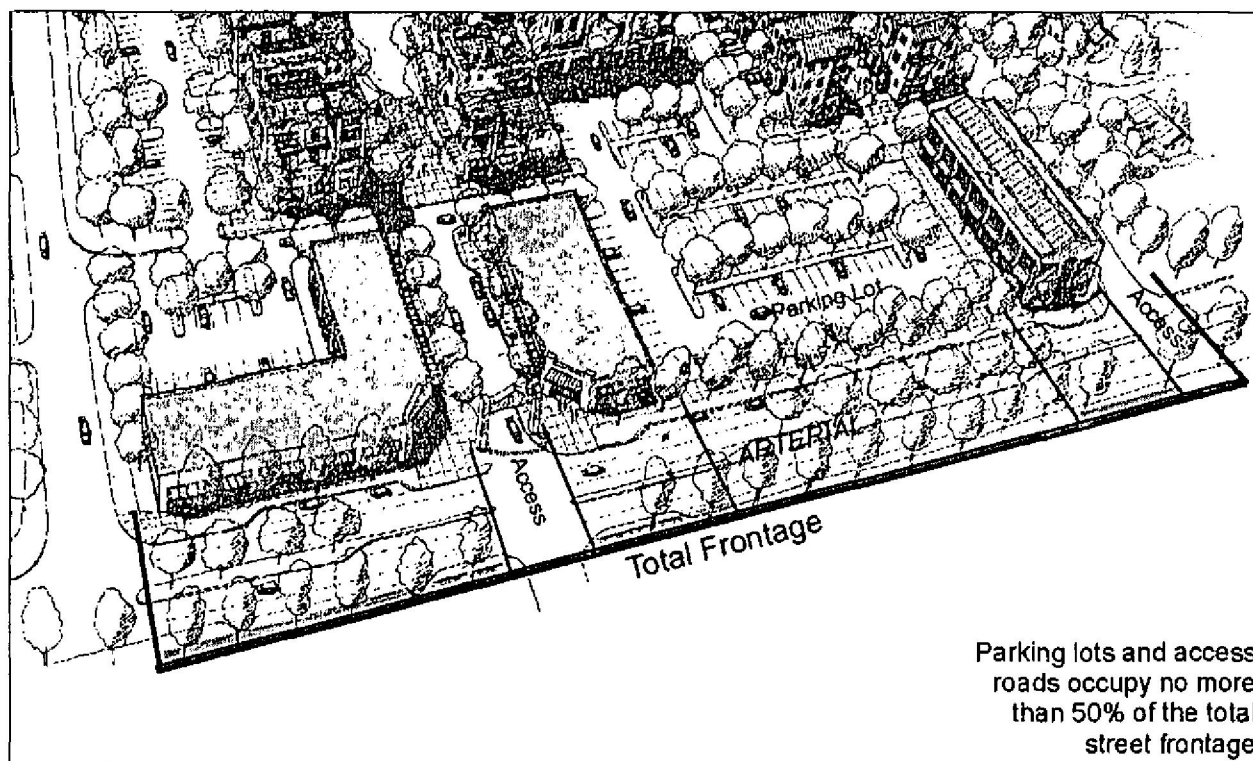 Parking Lot
Access
ARTERIAL
Access
Total Frontage
Parking lots and access
roads occupy no more
than 50% of the total
street frontage